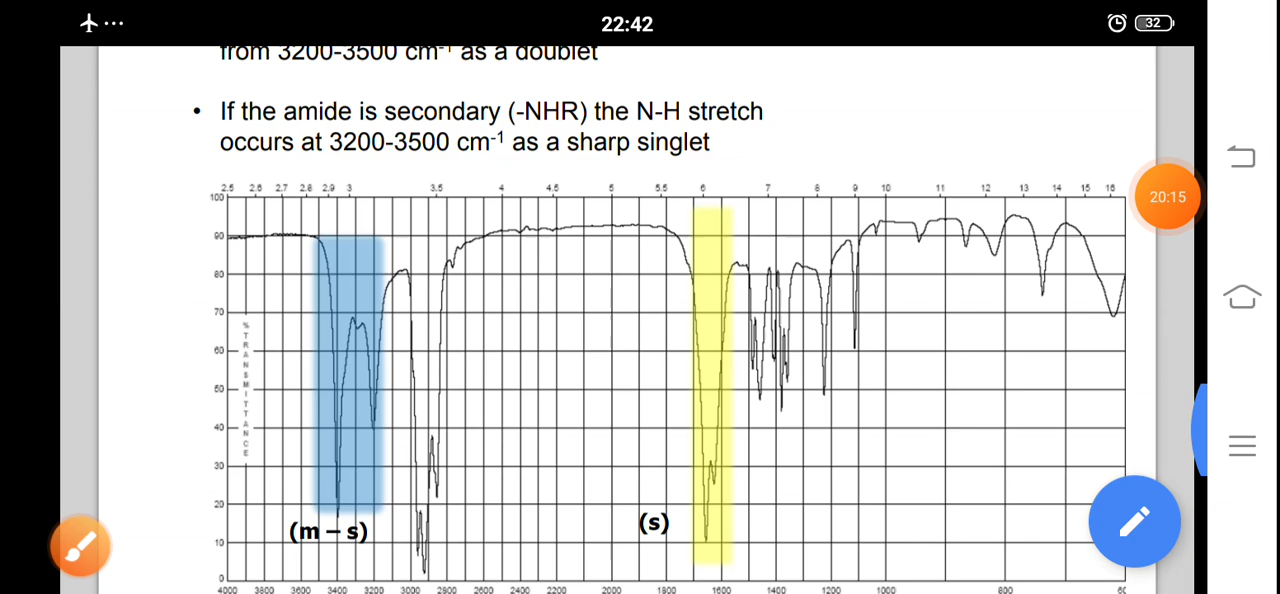 22:42
32
from 3200-3500 cm-1 as a doublet
• If the amide is secondary (-NHR) the N-H stretch
occurs at 3200-3500 cm-1 as a sharp singlet
2.5 2.6 2.7 2.8 2.9 3 3.5 4 4.5 5 5.5 6 7 8 9 10 11 12 13 14 15 16
20:15
100
90
80
70
60
50
40
30
20
10
0
% TRANSMITTANCE
(m – s)
(s)
4000 3800 3600 3400 3200 3000 2800 2600 2400 2200 2000 1800 1600 1400 1200 1000 800